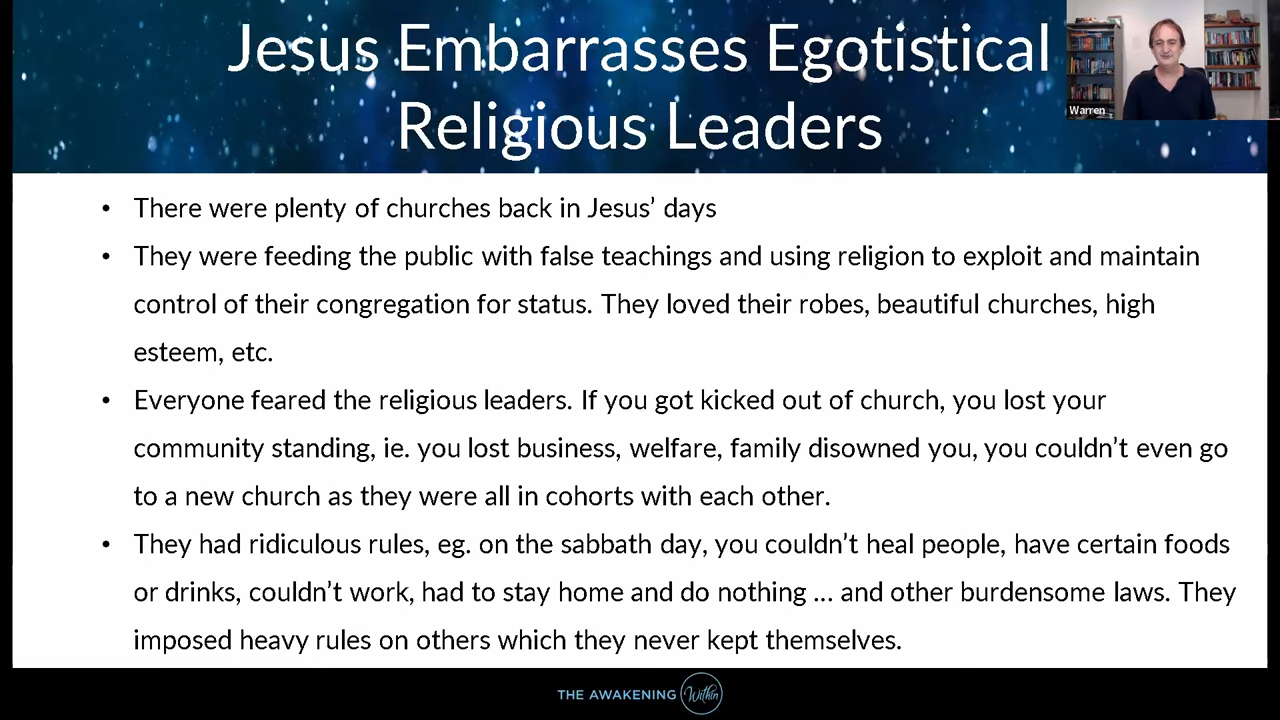 Jesus Embarrasses Egotistical
Religious Leaders
Warren
• There were plenty of churches back in Jesus’ days
• They were feeding the public with false teachings and using religion to exploit and maintain
control of their congregation for status. They loved their robes, beautiful churches, high
esteem, etc.
• Everyone feared the religious leaders. If you got kicked out of church, you lost your
community standing, ie. you lost business, welfare, family disowned you, you couldn’t even go
to a new church as they were all in cohorts with each other.
• They had ridiculous rules, eg. on the sabbath day, you couldn’t heal people, have certain foods
or drinks, couldn’t work, had to stay home and do nothing ... and other burdensome laws. They
imposed heavy rules on others which they never kept themselves.
THE AWAKENING Within